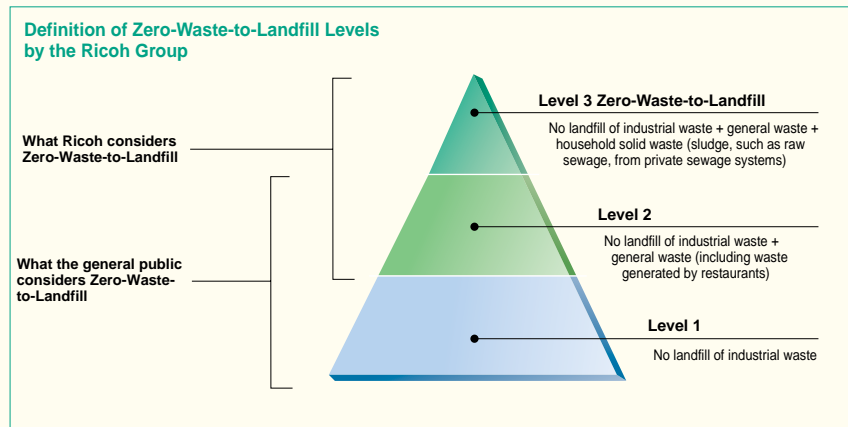 Definition of Zero-Waste-to-Landfill Levels
by the Ricoh Group
What Ricoh considers
Zero-Waste-to-Landfill
What the general public
considers Zero-Waste-
to-Landfill
Level 3 Zero-Waste-to-Landfill
No landfill of industrial waste + general waste +
household solid waste (sludge, such as raw
sewage, from private sewage systems)
Level 2
No landfill of industrial waste +
general waste (including waste
generated by restaurants)
Level 1
No landfill of industrial waste